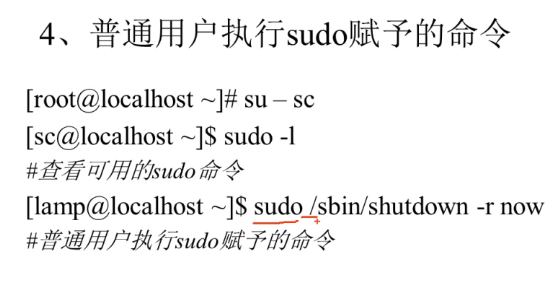 4、普通用户执行sudo赋予的命令
[root@localhost ~]# su – sc
[sc@localhost ~]$ sudo -l
#查看可用的sudo命令
[lamp@localhost ~]$ sudo /sbin/shutdown -r now
#普通用户执行sudo赋予的命令